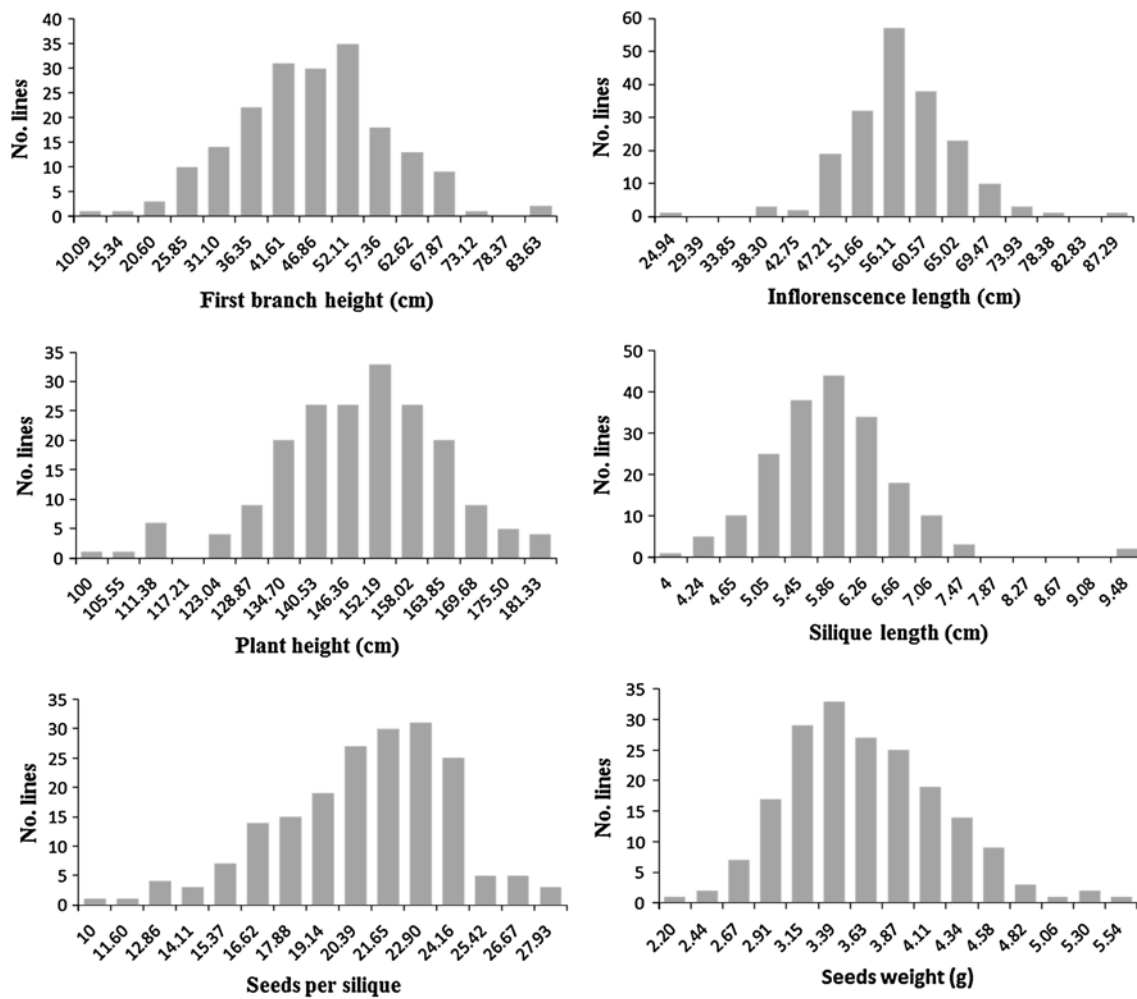 40
35
30
25
20
15
10
5
0
No. lines
10.09 15.34 20.60 25.85 31.10 36.35 41.61 46.86 52.11 57.36 62.62 67.87 73.12 78.37 83.63
First branch height (cm)
60
50
40
30
20
10
0
No. lines
24.94 29.39 33.85 38.30 42.75 47.21 51.66 56.11 60.57 65.02 69.47 73.93 78.38 82.83 87.29
Inflorenscence length (cm)
35
30
25
20
15
10
5
0
No. lines
100 105.55 111.38 117.21 123.04 128.87 134.70 140.53 146.36 152.19 158.02 163.85 169.68 175.50 181.33
Plant height (cm)
50
40
30
20
10
0
No. lines
4 4.24 4.65 5.05 5.45 5.86 6.26 6.66 7.06 7.47 7.87 8.27 8.67 9.08 9.48
Silique length (cm)
35
30
25
20
15
10
5
0
No. lines
10 11.60 12.86 14.11 15.37 16.62 17.88 19.14 20.39 21.65 22.90 24.16 25.42 26.67 27.93
Seeds per silique
35
30
25
20
15
10
5
0
No. lines
2.20 2.44 2.67 2.91 3.15 3.39 3.63 3.87 4.11 4.34 4.58 4.82 5.06 5.30 5.54
Seeds weight (g)